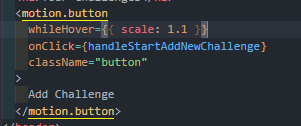 <motion.button
whileHover={{ scale: 1.1 }}
onClick={handleStartAddNewChallenge}
className="button"
>
Add Challenge
</motion.button>